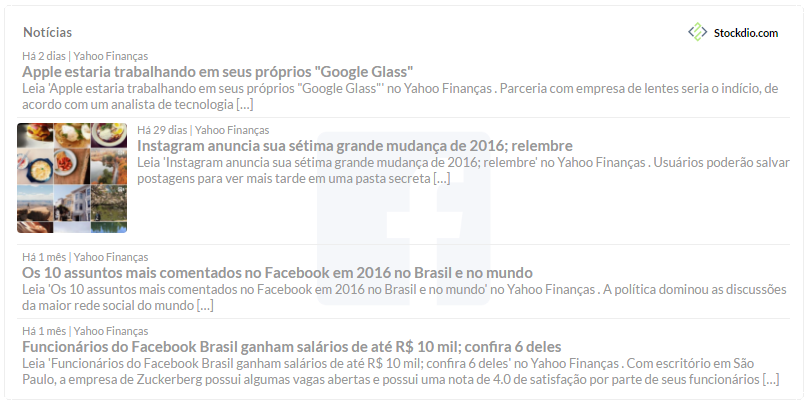 Notícias
Stockdio.com
Há 2 dias | Yahoo Finanças
Apple estaria trabalhando em seus próprios "Google Glass"
Leia 'Apple estaria trabalhando em seus próprios "Google Glass"' no Yahoo Finanças . Parceria com empresa de lentes seria o indício, de
acordo com um analista de tecnologia [...]
Há 29 dias | Yahoo Finanças
Instagram anuncia sua sétima grande mudança de 2016; relembre
Leia 'Instagram anuncia sua sétima grande mudança de 2016; relembre' no Yahoo Finanças . Usuários poderão salvar
postagens para ver mais tarde em uma pasta secreta [...]
Há 1 mês | Yahoo Finanças
Os 10 assuntos mais comentados no Facebook em 2016 no Brasil e no mundo
Leia 'Os 10 assuntos mais comentados no Facebook em 2016 no Brasil e no mundo' no Yahoo Finanças . A política dominou as discussões
da maior rede social do mundo [...]
Há 1 mês | Yahoo Finanças
Funcionários do Facebook Brasil ganham salários de até R$ 10 mil; confira 6 deles
Leia 'Funcionários do Facebook Brasil ganham salários de até R$ 10 mil; confira 6 deles' no Yahoo Finanças . Com escritório em São
Paulo, a empresa de Zuckerberg possui algumas vagas abertas e possui uma nota de 4.0 de satisfação por parte de seus funcionários [...]